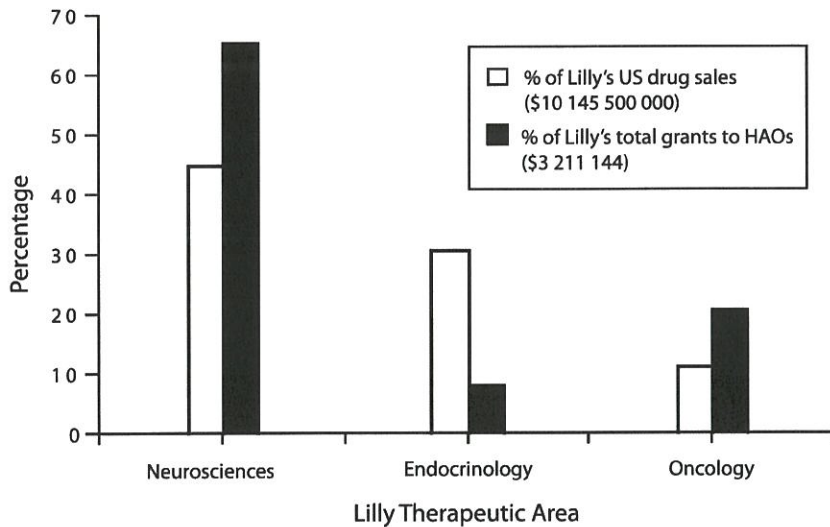 70
60
50
40
30
20
10
0
Percentage
% of Lilly's US drug sales
($10 145 500 000)
% of Lilly's total grants to HAOs
($3 211 144)
Neurosciences
Endocrinology
Oncology
Lilly Therapeutic Area